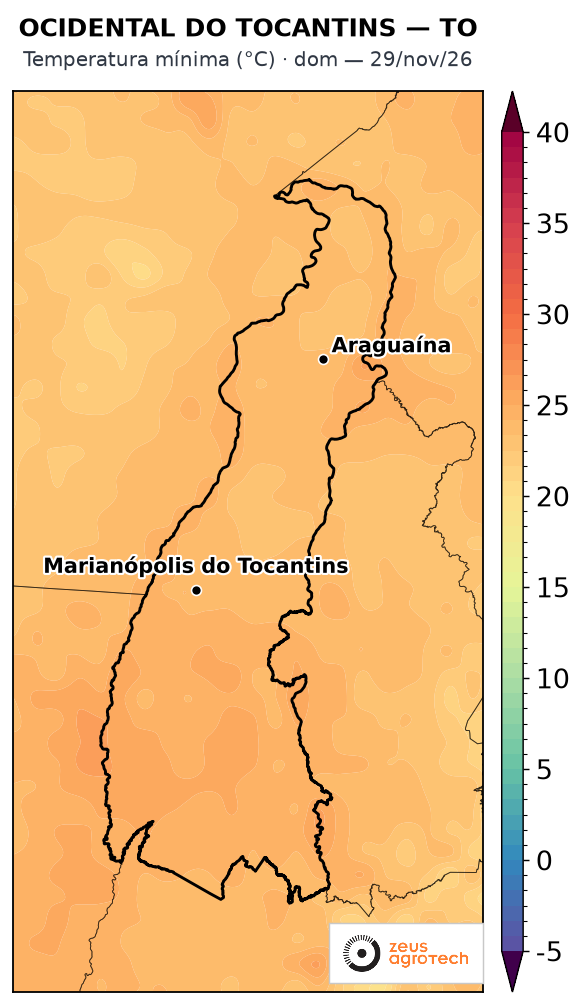 OCIDENTAL DO TOCANTINS — TO
Temperatura mínima (°C) · dom — 29/nov/26
40
35
30
25
20
15
10
5
0
-5
Araguaína
Marianópolis do Tocantins
zeus
agrotech